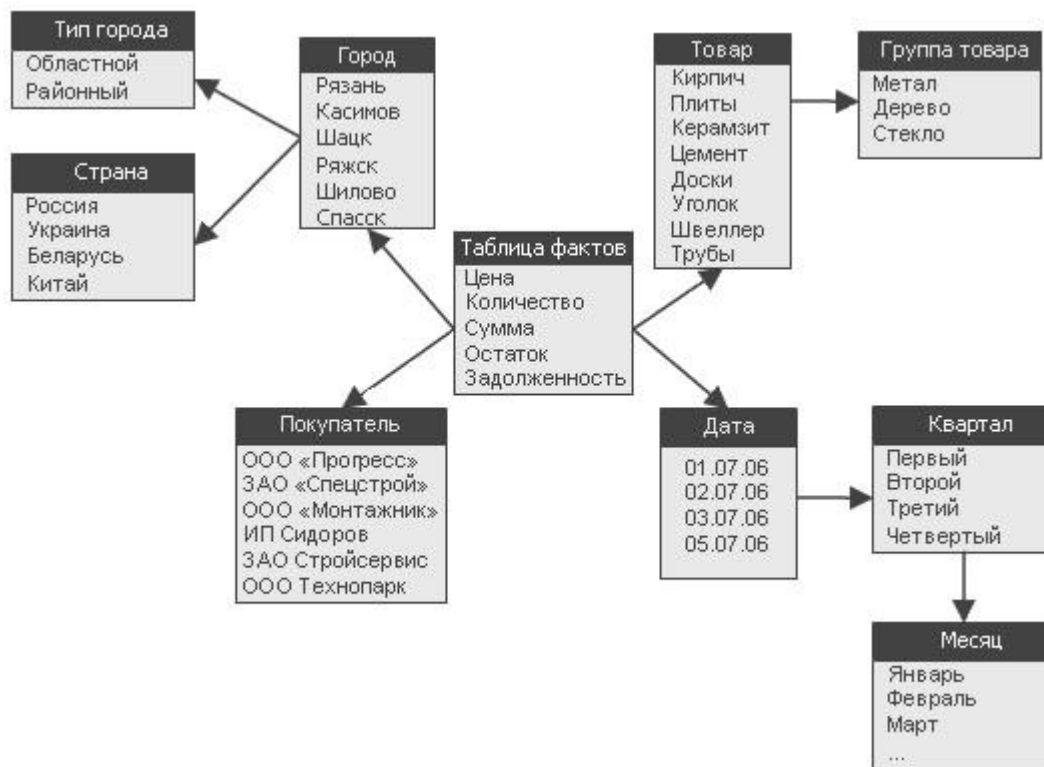 Тип города
Областной
Районный
Страна
Россия
Украина
Беларусь
Китай
Город
Рязань
Касимов
Шацк
Ряжск
Шилово
Спасск
Таблица фактов
Цена
Количество
Сумма
Остаток
Задолженность
Товар
Кирпич
Плиты
Керамзит
Цемент
Доски
Уголок
Швеллер
Трубы
Группа товара
Метал
Дерево
Стекло
Покупатель
ООО «Прогресс»
ЗАО «Спецстрой»
ООО «Монтажник»
ИП Сидоров
ЗАО Стройсервис
ООО Технопарк
Дата
01.07.06
02.07.06
03.07.06
05.07.06
Квартал
Первый
Второй
Третий
Четвертый
Месяц
Январь
Февраль
Март
...